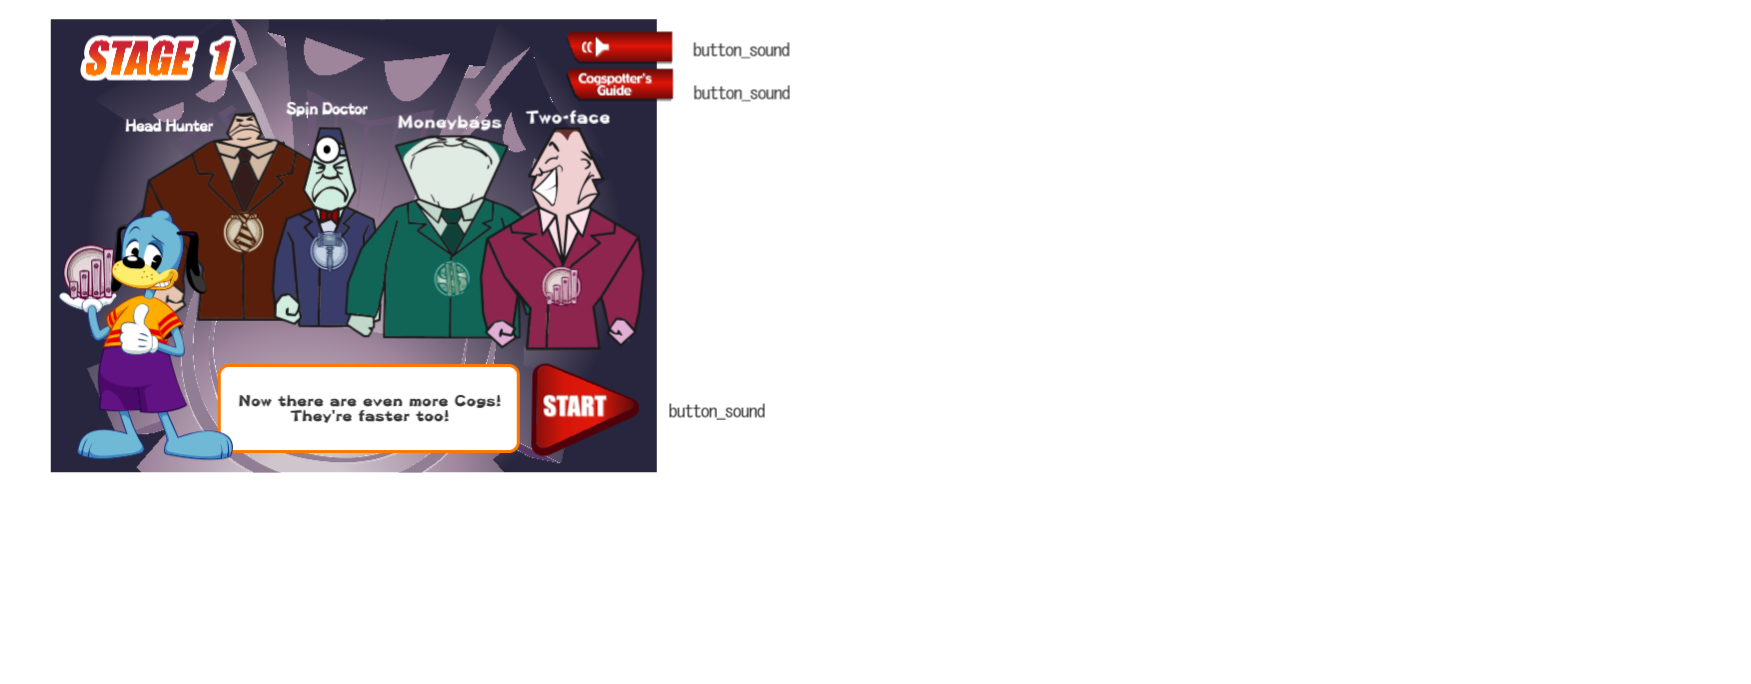 STAGE 1
button_sound
Cogspotter's
Guide
button_sound
Spin Doctor
Head Hunter
Moneybags
Two-face
Now there are even more Cogs!
They're faster too!
START
button_sound